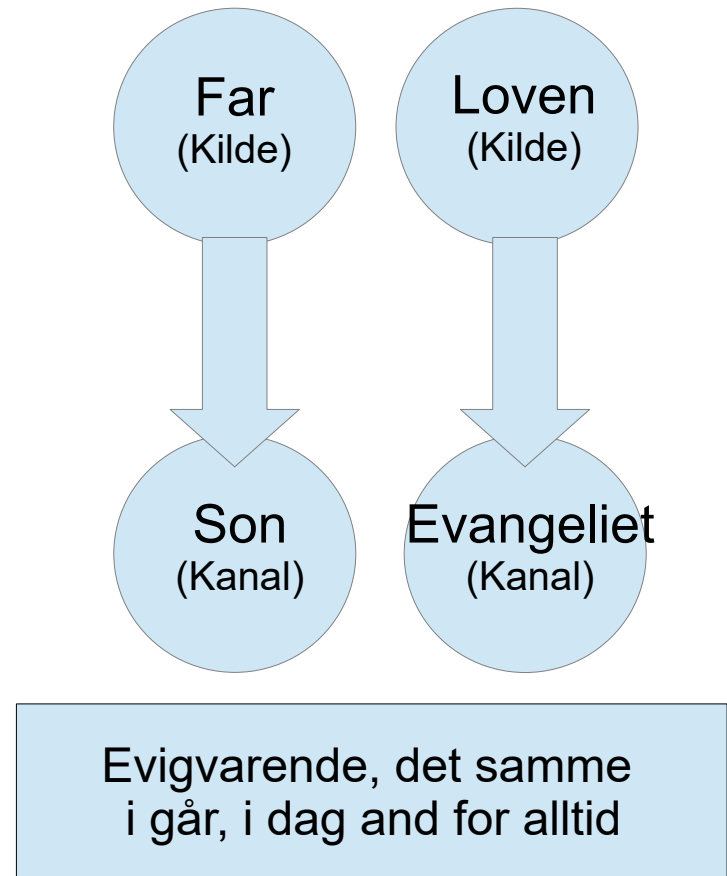 Far
(Kilde)
Loven
(Kilde)
Son
(Kanal)
Evangeliet
(Kanal)
Evigvarende, det samme
i går, i dag and for alltid